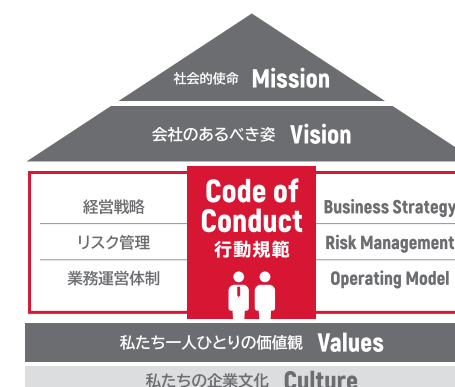 社会的使命 Mission
会社のあるべき姿 Vision
Code of
Conduct
行動規範
経営戦略 Business Strategy
リスク管理 Risk Management
業務運営体制 Operating Model
私たち一人ひとりの価値観 Values
私たちの企業文化 Culture